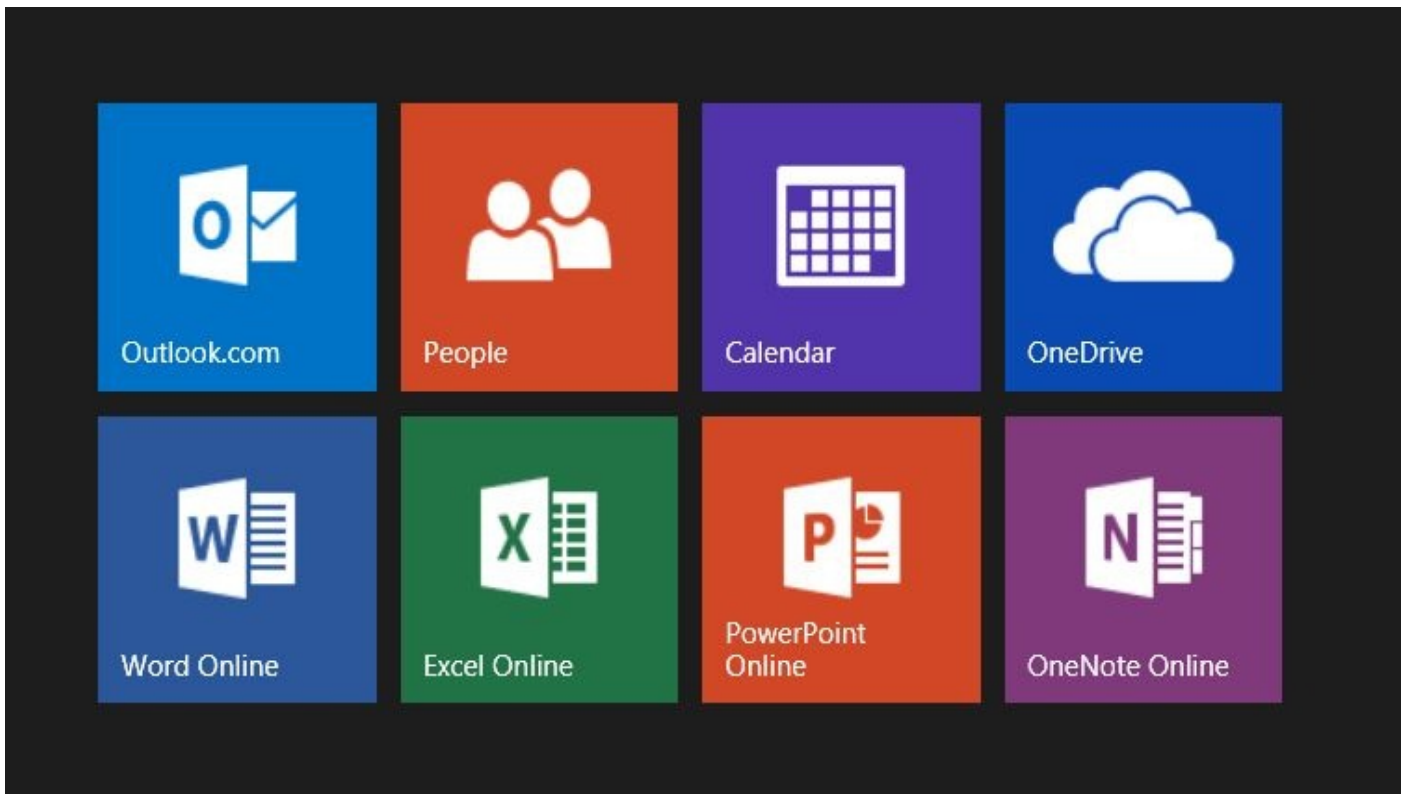 O
Outlook.com
People
Calendar
OneDrive
W
Word Online
X
Excel Online
P
PowerPoint
Online
N
OneNote Online